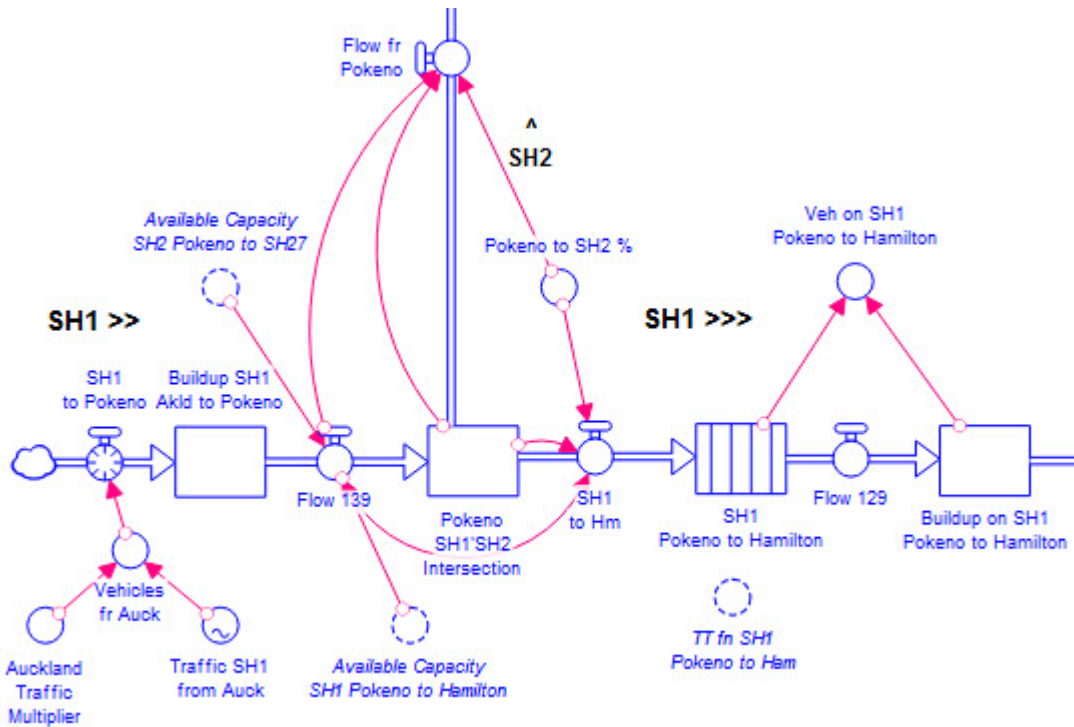 Flow fr
Pokeno
^
SH2
Available Capacity
SH2 Pokeno to SH27
Pokeno to SH2 %
Veh on SH1
Pokeno to Hamilton
SH1 >>
SH1 >>>
SH1
to Pokeno
Buildup SH1
Akld to Pokeno
Flow 139
Pokeno
SH1~SH2
Intersection
SH1
to Hm
SH1
Pokeno to Hamilton
Flow 129
Buildup on SH1
Pokeno to Hamilton
Vehicles
fr Auck
Auckland
Traffic
Multiplier
Traffic SH1
from Auck
Available Capacity
SH1 Pokeno to Hamilton
TT fn SH1
Pokeno to Ham